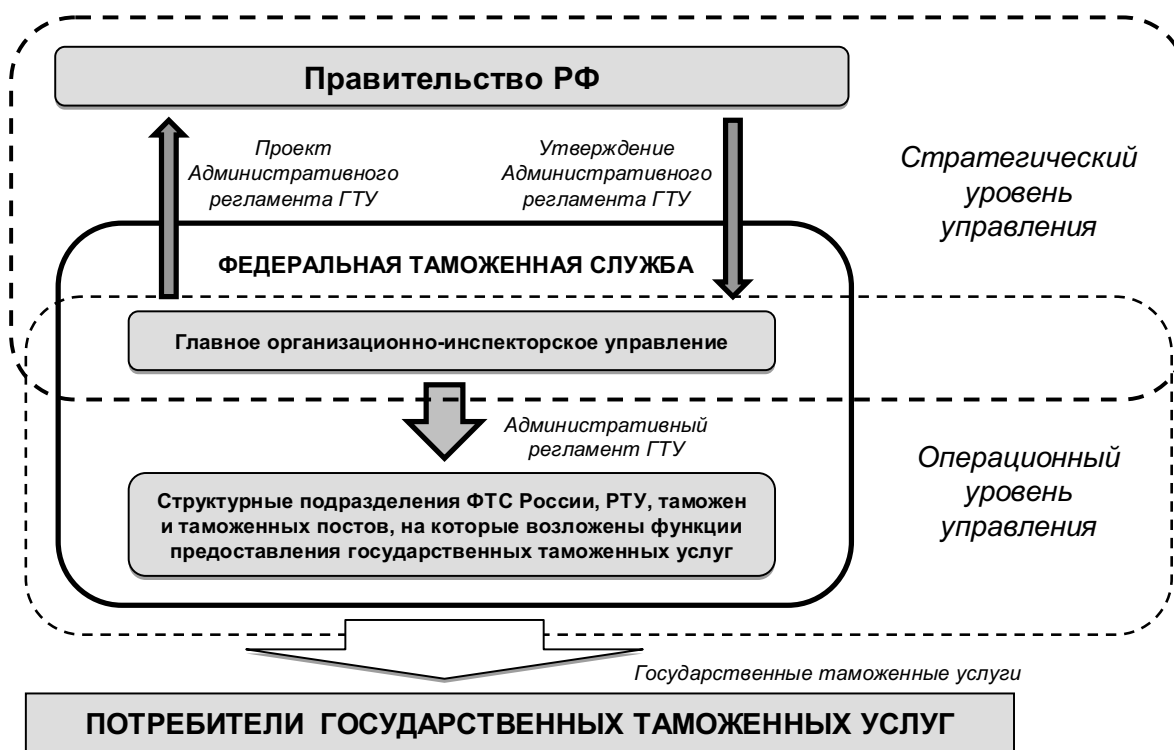 Правительство РФ
Проект
Административного
регламента ГТУ
Утверждение
Административного
регламента ГТУ
Стратегический
уровень
управления
ФЕДЕРАЛЬНАЯ ТАМОЖЕННАЯ СЛУЖБА
Главное организационно-инспекторское управление
Административный
регламент ГТУ
Операционный
уровень
управления
Структурные подразделения ФТС России, РТУ, таможен
и таможенных постов, на которые возложены функции
предоставления государственных таможенных услуг
Государственные таможенные услуги
ПОТРЕБИТЕЛИ ГОСУДАРСТВЕННЫХ ТАМОЖЕННЫХ УСЛУГ